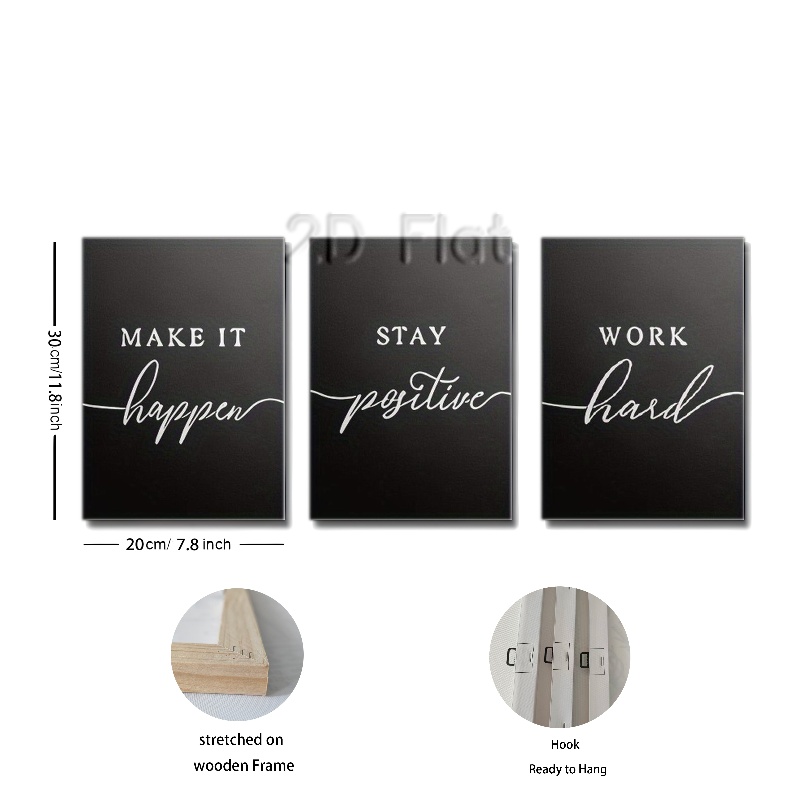 2D Flat
MAKE IT
happen
STAY
positive
WORK
hard
30cm/11.8inch
20cm/ 7.8 inch
stretched on
wooden Frame
Hook
Ready to Hang